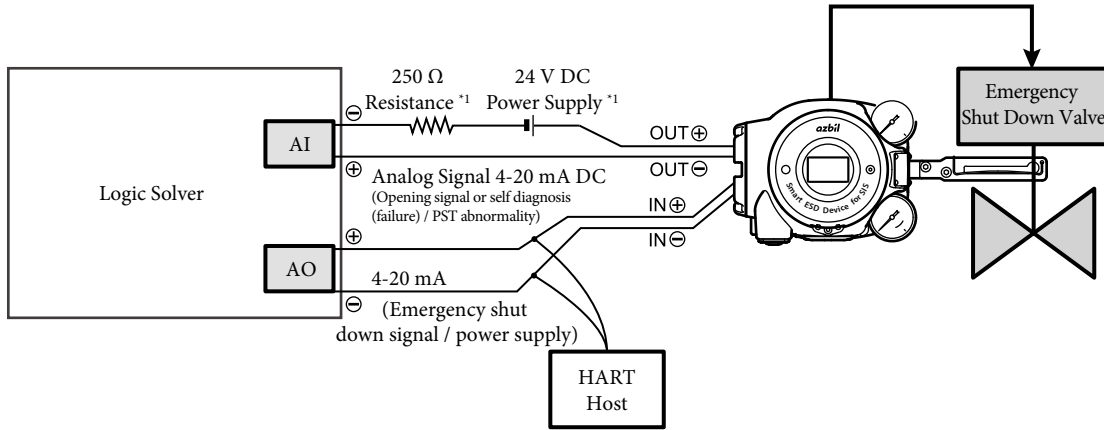 250 Ω
Resistance *1
24 V DC
Power Supply *1
Emergency
Shut Down Valve
⊖
AI
⊕
OUT⊕
OUT⊖
azbil
Smart ESD Device for SIS
Logic Solver
Analog Signal 4-20 mA DC
(Opening signal or self diagnosis
(failure) / PST abnormality)
IN⊕
IN⊖
⊕
AO
⊖
4-20 mA
(Emergency shut
down signal / power supply)
HART
Host